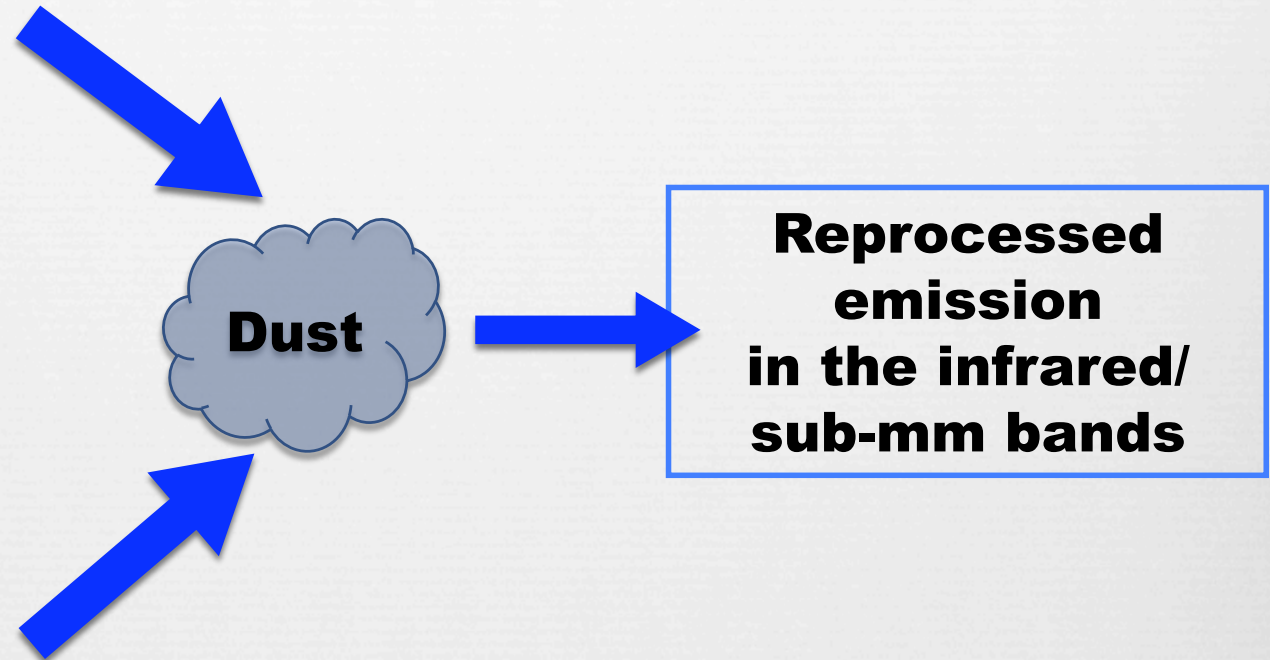 Dust
Reprocessed
emission
in the infrared/
sub-mm bands